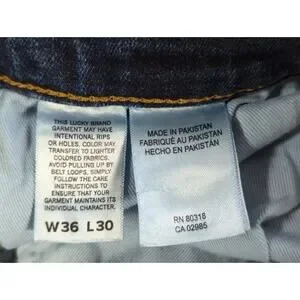 THIS LUCKY BRAND
GARMENT MAY HAVE
INTENTIONAL RIPS
OR HOLES. COLOR MAY
TRANSFER TO LIGHTER
COLORED FABRICS.
AVOID PULLING UP BY
BELT LOOPS, SIMPLY
FOLLOW THE CARE
INSTRUCTIONS TO
ENSURE THAT YOUR
GARMENT MAINTAINS ITS
INDIVIDUAL CHARACTER.
W36 L30
MADE IN PAKISTAN
FABRIQUÉ AU PAKISTAN
HECHO EN PAKISTÁN
RN 80318
CA 02985